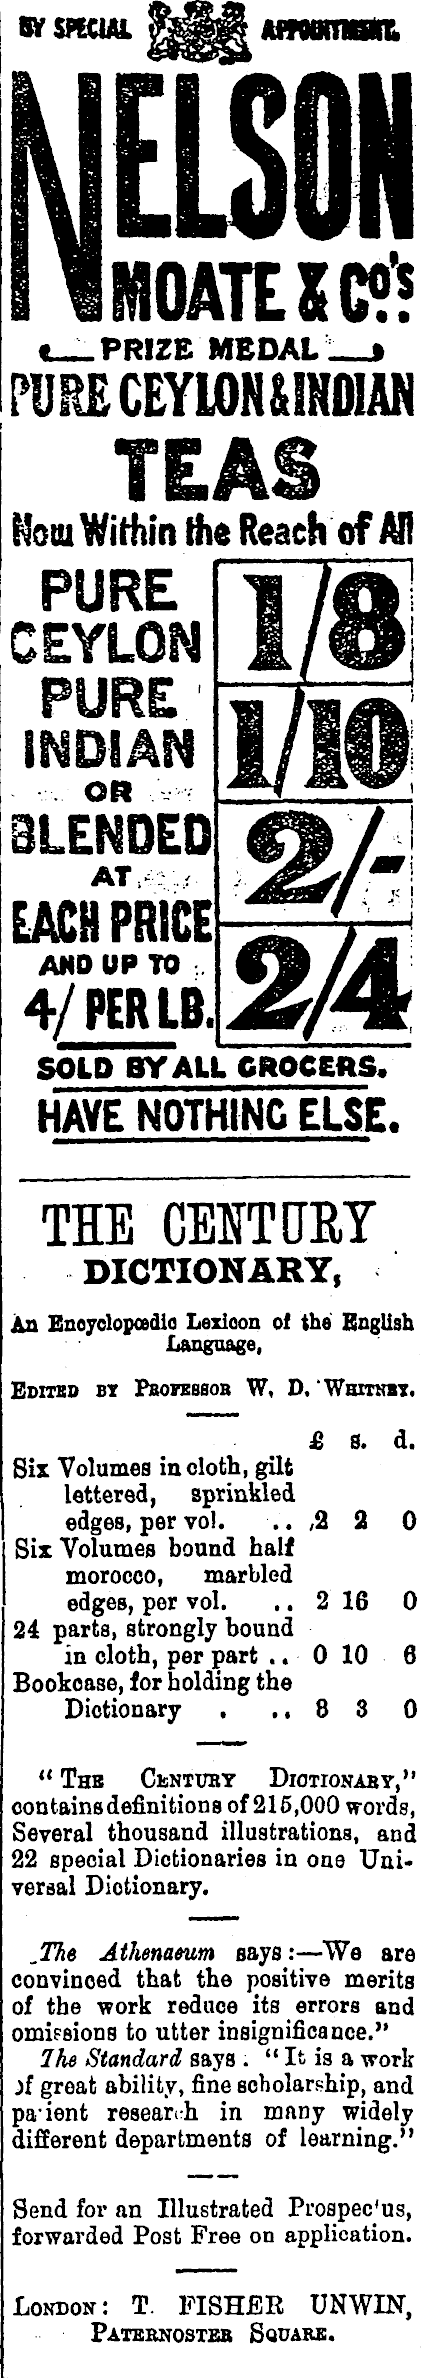 BY SPECIAL APPOINTMENT.
NELSON
MOATE & CO'S
PRIZE MEDAL
PURE CEYLON & INDIAN
TEAS
Now Within the Reach of All
PURE CEYLON
PURE INDIAN
OR
BLENDED
AT
EACH PRICE
AND UP TO
4/ PER LB.
1/8
1/10
2/-
2/4
SOLD BY ALL GROCERS.
HAVE NOTHING ELSE.
THE CENTURY
DICTIONARY,
An Encyclopædic Lexicon of the English
Language,
EDITED BY PROFESSOR W. D. WHITNEY.
£ s. d.
Six Volumes in cloth, gilt
lettered, sprinkled
edges, per vol. .. 2 2 0
Six Volumes bound half
morocco, marbled
edges, per vol. .. 2 16 0
24 parts, strongly bound
in cloth, per part .. 0 10 6
Bookcase, for holding the
Dictionary . .. 3 3 0
"THE CENTURY DICTIONARY,"
contains definitions of 215,000 words,
Several thousand illustrations, and
22 special Dictionaries in one Uni-
versal Dictionary.
The Athenaeum says:—We are
convinced that the positive merits
of the work reduce its errors and
omissions to utter insignificance."
The Standard says: "It is a work
of great ability, fine scholarship, and
patient research in many widely
different departments of learning."
Send for an Illustrated Prospectus,
forwarded Post Free on application.
LONDON: T. FISHER UNWIN,
PATERNOSTER SQUARE.